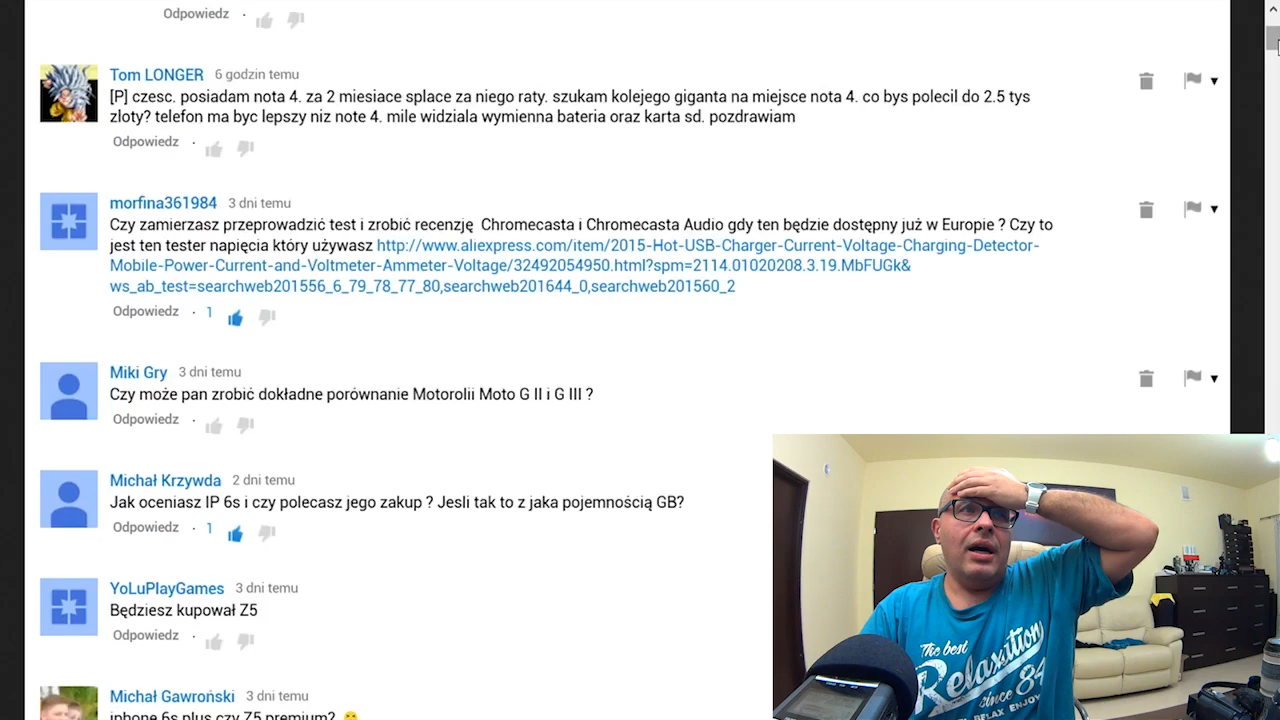 Odpowiedz ·
Tom LONGER 6 godzin temu
[P] czesc. posiadam nota 4. za 2 miesiace splace za niego raty. szukam kolejego giganta na miejsce nota 4. co bys polecil do 2.5 tys
zloty? telefon ma byc lepszy niz note 4. mile widziala wymienna bateria oraz karta sd. pozdrawiam
Odpowiedz ·
morfina361984 3 dni temu
Czy zamierzasz przeprowadzić test i zrobić recenzję Chromecasta i Chromecasta Audio gdy ten będzie dostępny już w Europie ? Czy to
jest ten tester napięcia który używasz http://www.aliexpress.com/item/2015-Hot-USB-Charger-Current-Voltage-Charging-Detector-
Mobile-Power-Current-and-Voltmeter-Ammeter-Voltage/32492054950.html?spm=2114.01020208.3.19.MbFUGk&
ws_ab_test=searchweb201556_6_79_78_77_80,searchweb201644_0,searchweb201560_2
Odpowiedz · 1
Miki Gry 3 dni temu
Czy może pan zrobić dokładne porównanie Motorolii Moto G II i G III ?
Odpowiedz ·
Michał Krzywda 2 dni temu
Jak oceniasz IP 6s i czy polecasz jego zakup ? Jesli tak to z jaka pojemnością GB?
Odpowiedz · 1
YoLuPlayGames 3 dni temu
Będziesz kupował Z5
Odpowiedz ·
Michał Gawroński 3 dni temu
iphone 6s plus czy Z5 premium? 😁
The best
Relaxation
since 84
RELAX ENJOY